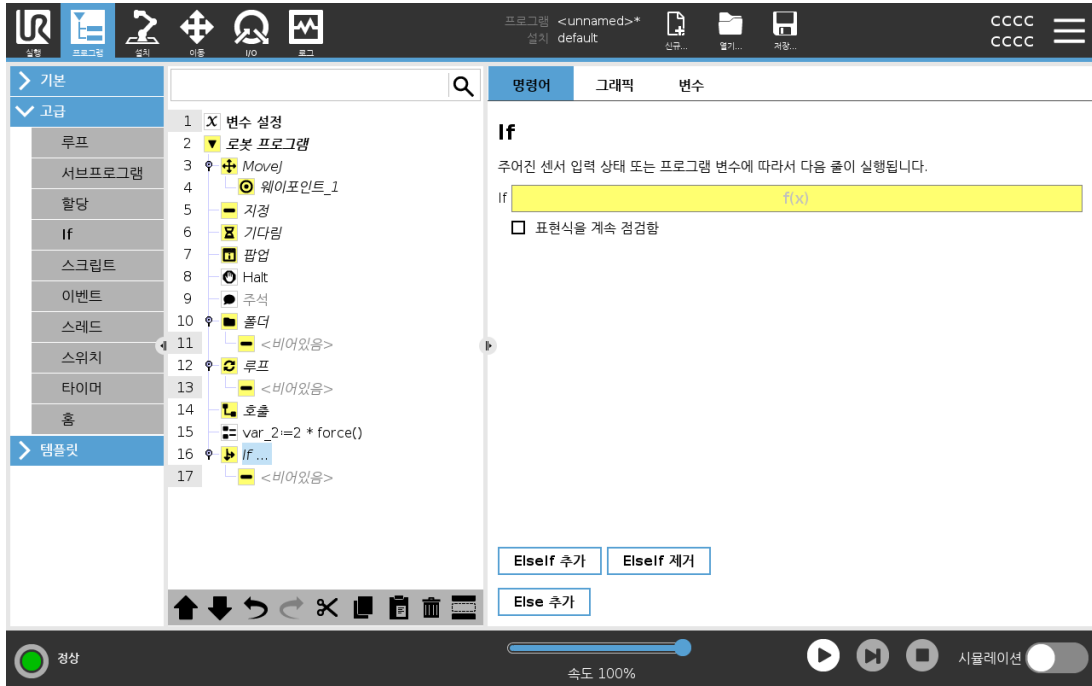 UR
실행
프로그램
설치
이동
I/O
로그
프로그램 <unnamed>*
설치 default
신규...
열기...
저장...
CCCC
CCCC
기본
고급
루프
서브프로그램
할당
If
스크립트
이벤트
스레드
스위치
타이머
홈
템플릿
1 X 변수 설정
2 로봇 프로그램
3 MoveJ
4 웨이포인트_1
5 지정
6 기다림
7 팝업
8 Halt
9 주석
10 폴더
11 <비어있음>
12 루프
13 <비어있음>
14 호출
15 var_2:=2 * force()
16 If ...
17 <비어있음>
명령어 그래픽 변수
If
주어진 센서 입력 상태 또는 프로그램 변수에 따라서 다음 줄이 실행됩니다.
If f(x)
표현식을 계속 점검함
ElseIf 추가 ElseIf 제거
Else 추가
정상
속도 100%
시뮬레이션